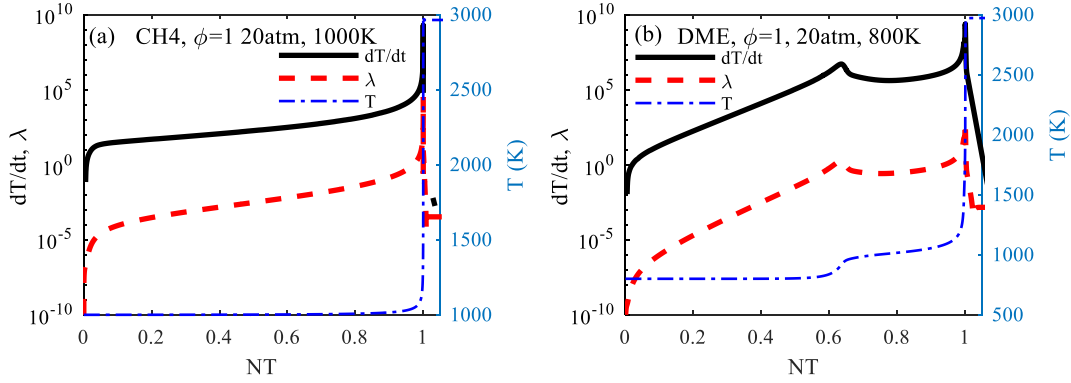 (a) CH4, ϕ=1 20atm, 1000K
dT/dt
λ
T
10^10
10^5
10^0
10^-5
10^-10
dT/dt, λ
0 0.2 0.4 0.6 0.8 1
NT
3000
2500
2000
1500
1000
T (K)
(b) DME, ϕ=1, 20atm, 800K
dT/dt
λ
T
10^10
10^5
10^0
10^-5
10^-10
dT/dt, λ
0 0.2 0.4 0.6 0.8 1
NT
3000
2500
2000
1500
1000
500
T (K)